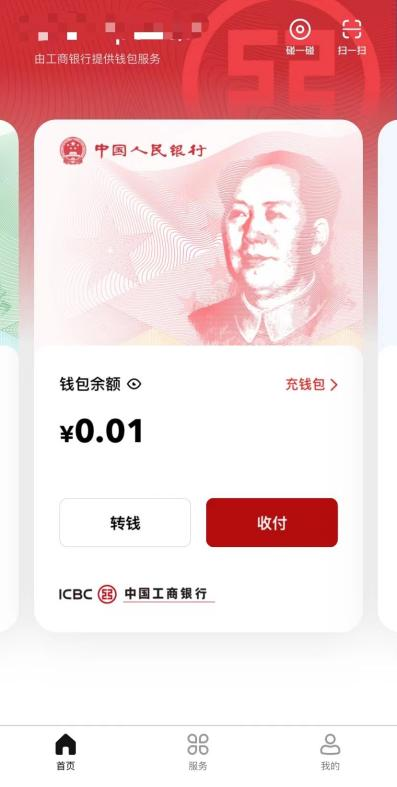 碰一碰 扫一扫
由工商银行提供钱包服务
中国人民银行
钱包余额 充钱包
¥0.01
转钱 收付
ICBC 中国工商银行
首页 服务 我的